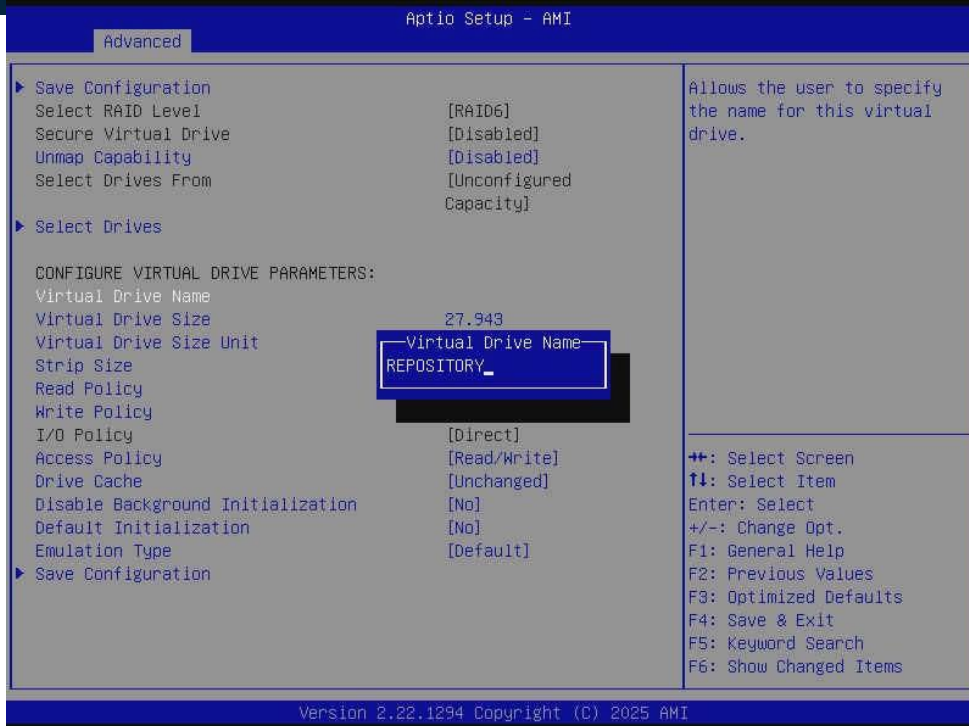 Aptio Setup – AMI
Advanced
Save Configuration
Select RAID Level [RAID6]
Secure Virtual Drive [Disabled]
Unmap Capability [Disabled]
Select Drives From [Unconfigured
Capacity]
Select Drives
CONFIGURE VIRTUAL DRIVE PARAMETERS:
Virtual Drive Name
Virtual Drive Size 27.943
Virtual Drive Size Unit
Strip Size
Read Policy
Write Policy
I/O Policy [Direct]
Access Policy [Read/Write]
Drive Cache [Unchanged]
Disable Background Initialization [No]
Default Initialization [No]
Emulation Type [Default]
Save Configuration
Virtual Drive Name
REPOSITORY_
Allows the user to specify
the name for this virtual
drive.
→←: Select Screen
↑↓: Select Item
Enter: Select
+/-: Change Opt.
F1: General Help
F2: Previous Values
F3: Optimized Defaults
F4: Save & Exit
F5: Keyword Search
F6: Show Changed Items
Version 2.22.1294 Copyright (C) 2025 AMI